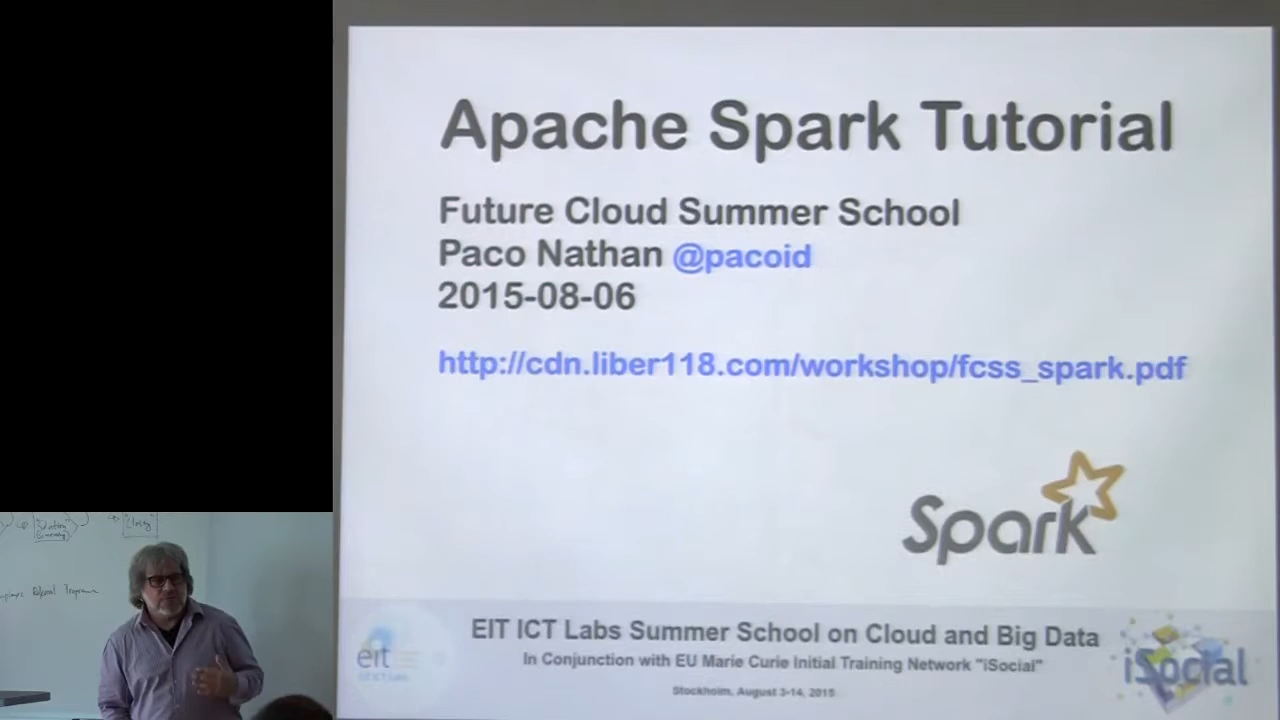 Apache Spark Tutorial
Future Cloud Summer School
Paco Nathan @pacoid
2015-08-06
http://cdn.liber118.com/workshop/fcss_spark.pdf
Spark
EIT ICT Labs Summer School on Cloud and Big Data
In Conjunction with EU Marie Curie Initial Training Network "iSocial"
Stockholm, August 3-14, 2015
eit
iSocial